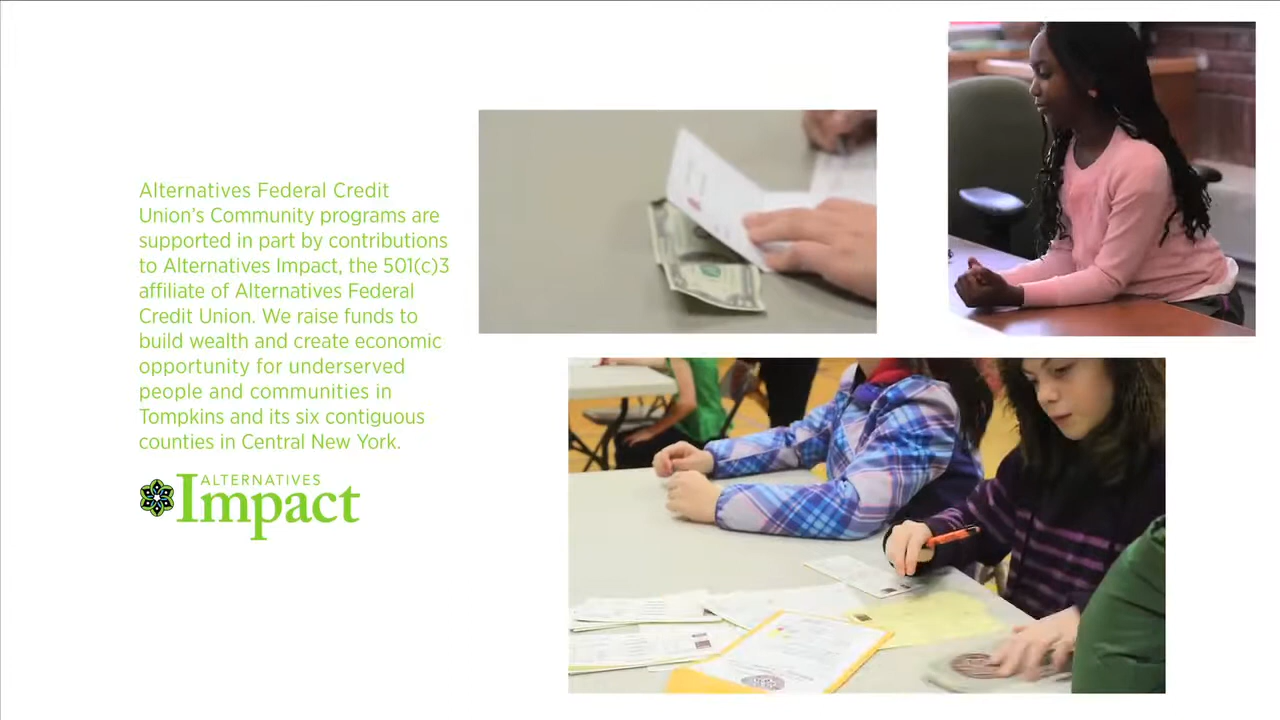 Alternatives Federal Credit
Union's Community programs are
supported in part by contributions
to Alternatives Impact, the 501(c)3
affiliate of Alternatives Federal
Credit Union. We raise funds to
build wealth and create economic
opportunity for underserved
people and communities in
Tompkins and its six contiguous
counties in Central New York.
ALTERNATIVES
Impact